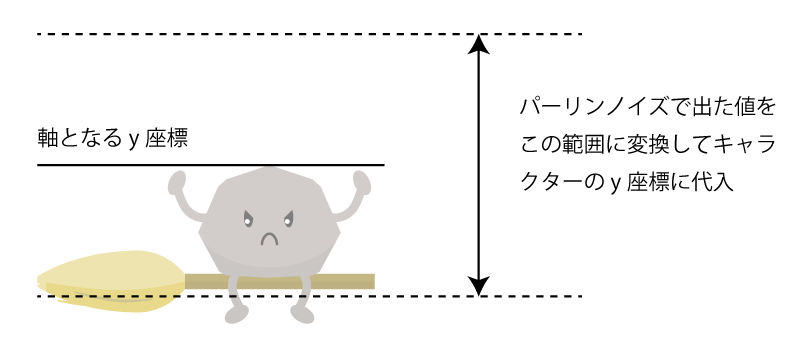 軸となる y 座標
パーリンノイズで出た値を
この範囲に変換してキャラ
クターの y 座標に代入